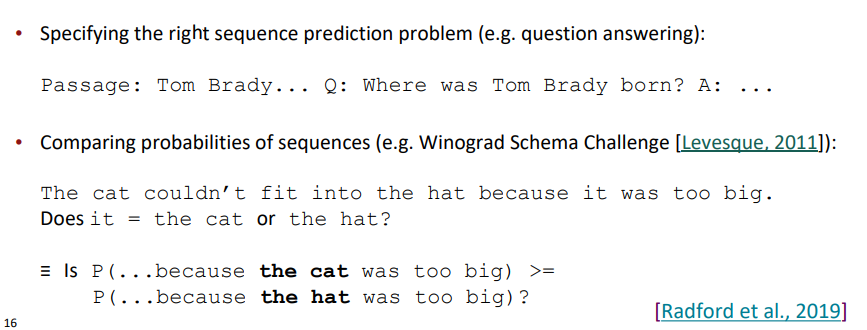 • Specifying the right sequence prediction problem (e.g. question answering):
Passage: Tom Brady... Q: Where was Tom Brady born? A: ...
• Comparing probabilities of sequences (e.g. Winograd Schema Challenge [Levesque, 2011]):
The cat couldn’t fit into the hat because it was too big.
Does it = the cat or the hat?
≡ Is P(...because the cat was too big) >=
P(...because the hat was too big)?
[Radford et al., 2019]
16